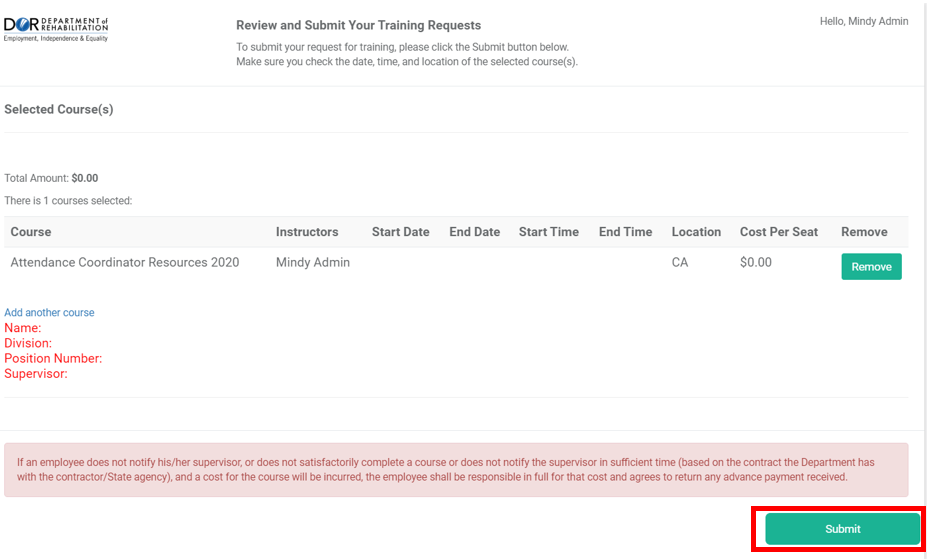 DOR DEPARTMENT of REHABILITATION
Employment, Independence & Equality
Review and Submit Your Training Requests
Hello, Mindy Admin
To submit your request for training, please click the Submit button below.
Make sure you check the date, time, and location of the selected course(s).
Selected Course(s)
Total Amount: $0.00
There is 1 courses selected:
Course Instructors Start Date End Date Start Time End Time Location Cost Per Seat Remove
Attendance Coordinator Resources 2020 Mindy Admin CA $0.00 Remove
Add another course
Name:
Division:
Position Number:
Supervisor:
If an employee does not notify his/her supervisor, or does not satisfactorily complete a course or does not notify the supervisor in sufficient time (based on the contract the Department has
with the contractor/State agency), and a cost for the course will be incurred, the employee shall be responsible in full for that cost and agrees to return any advance payment received.
Submit